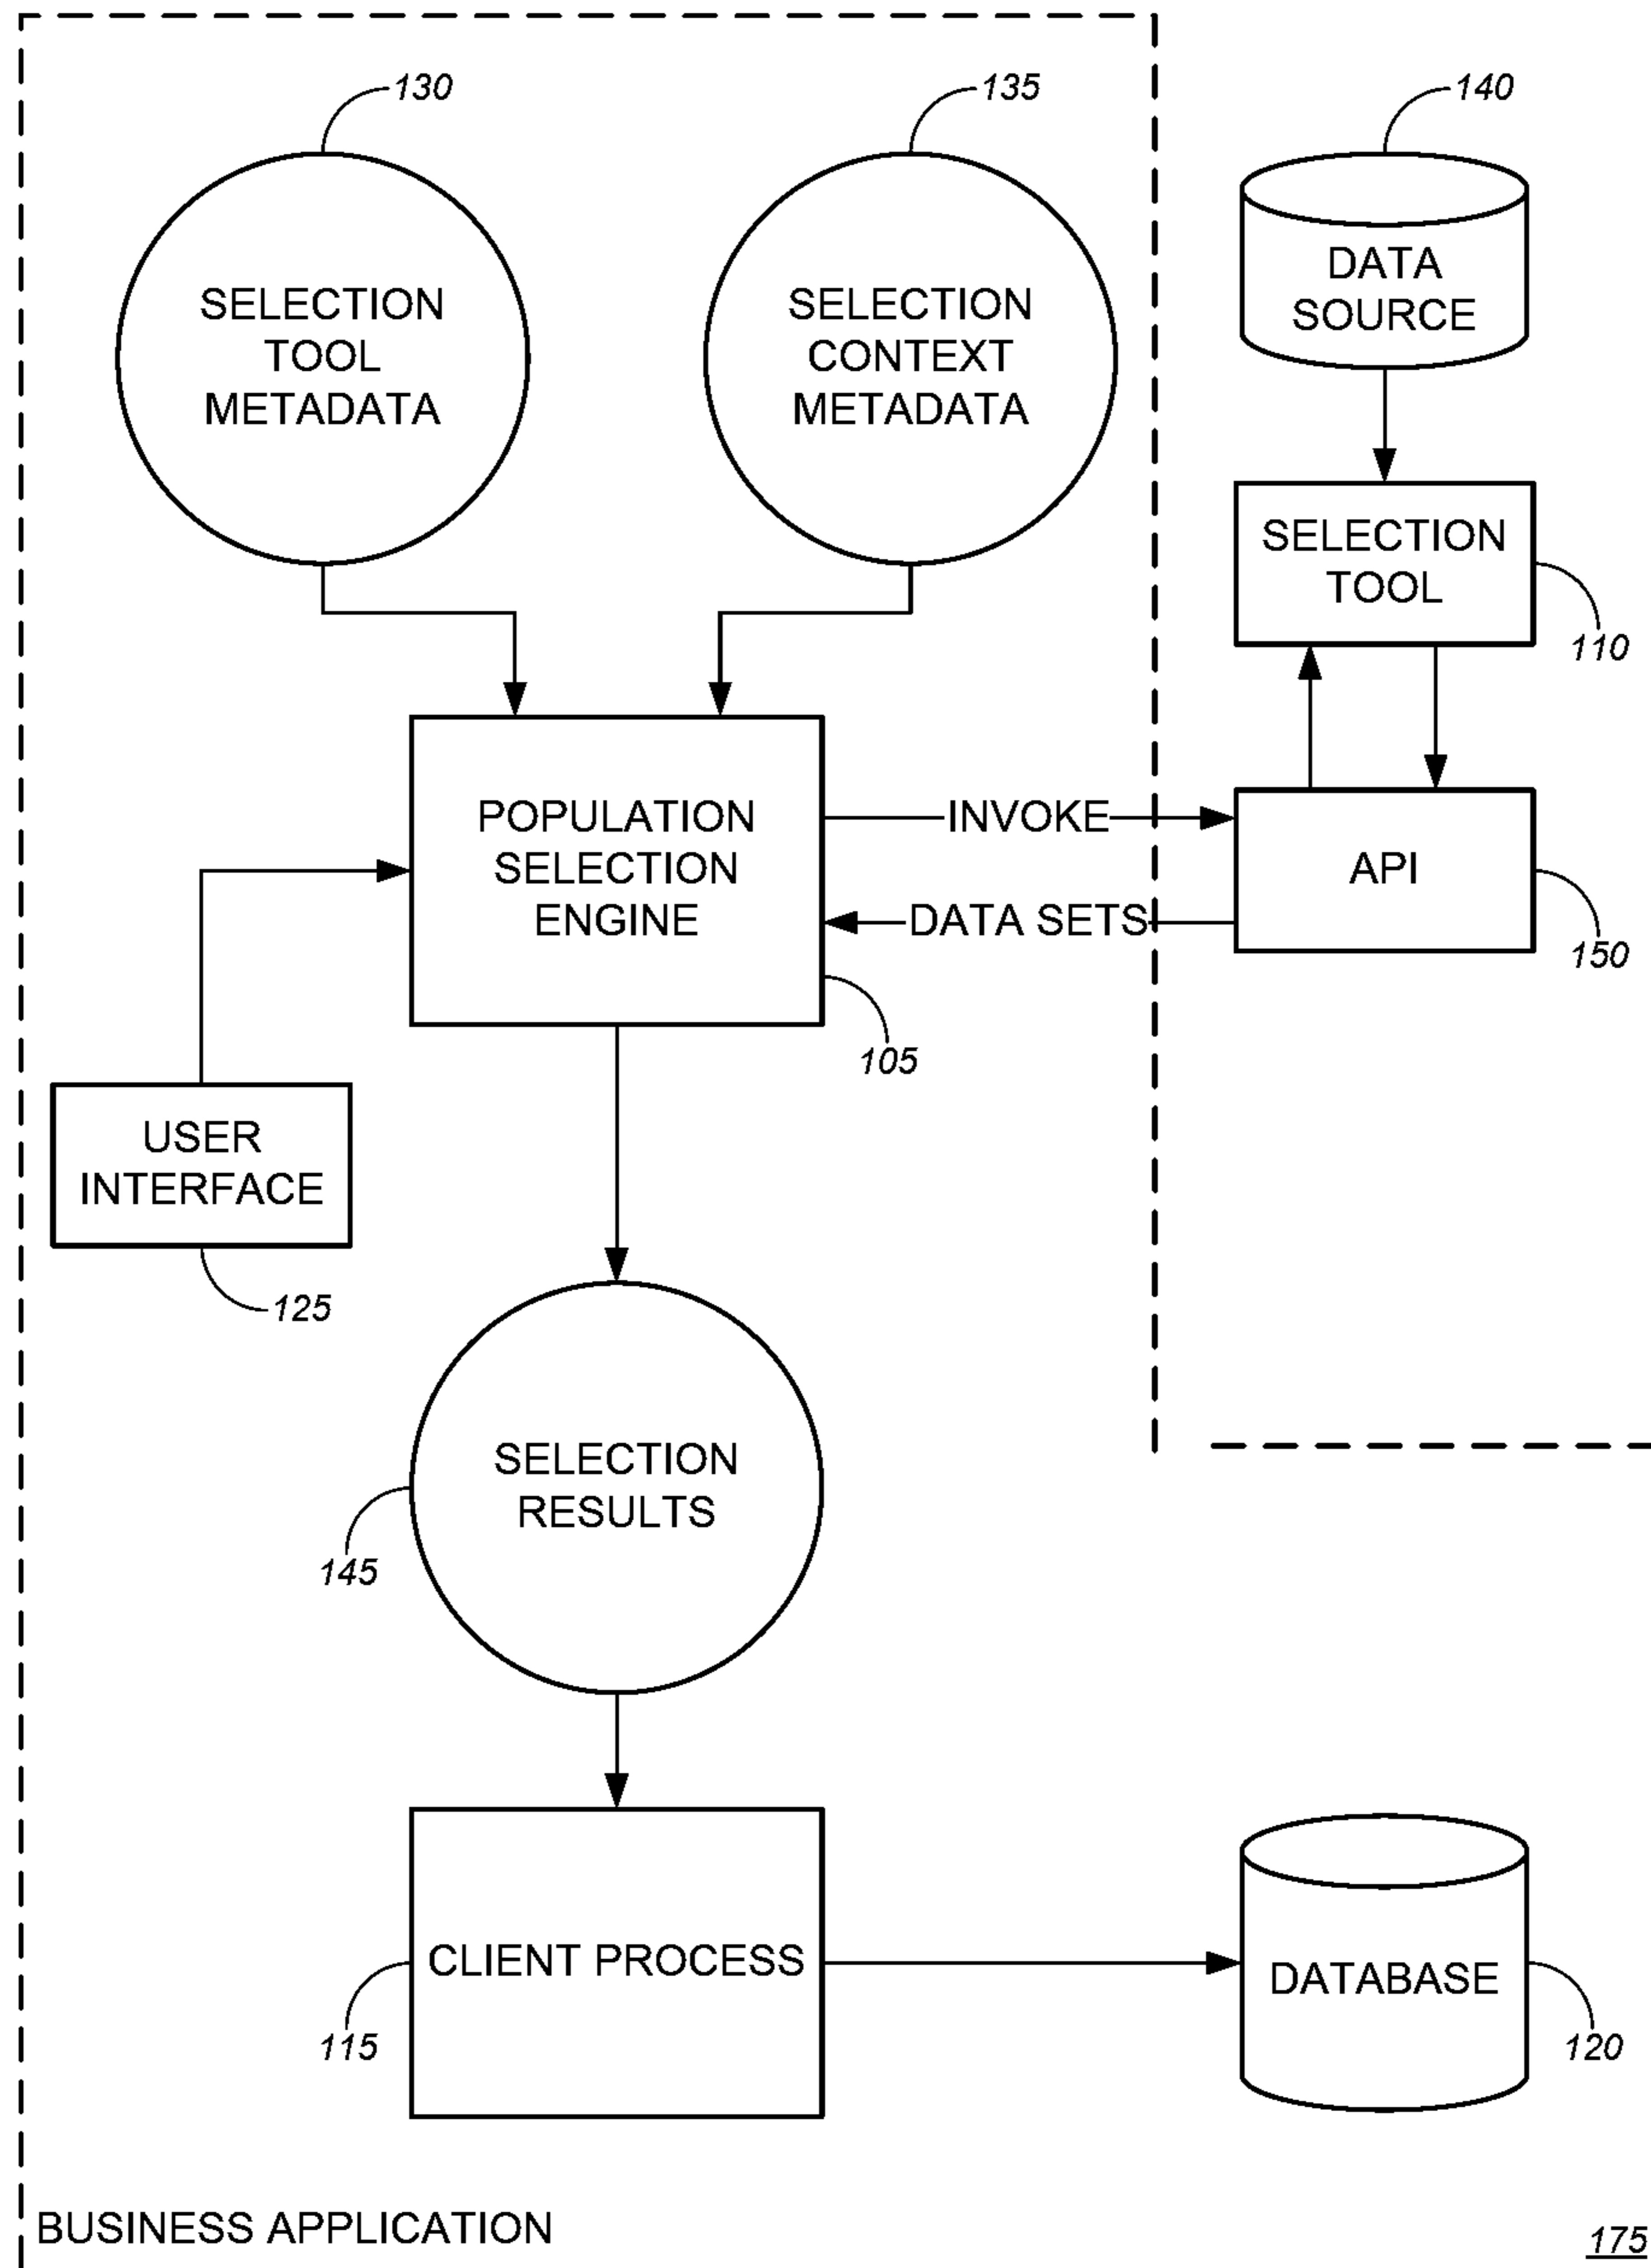 130
135
140
SELECTION
TOOL
METADATA
SELECTION
CONTEXT
METADATA
DATA
SOURCE
SELECTION
TOOL
110
POPULATION
SELECTION
ENGINE
INVOKE
DATA SETS
API
150
105
USER
INTERFACE
125
SELECTION
RESULTS
145
CLIENT PROCESS
115
DATABASE
120
BUSINESS APPLICATION
175